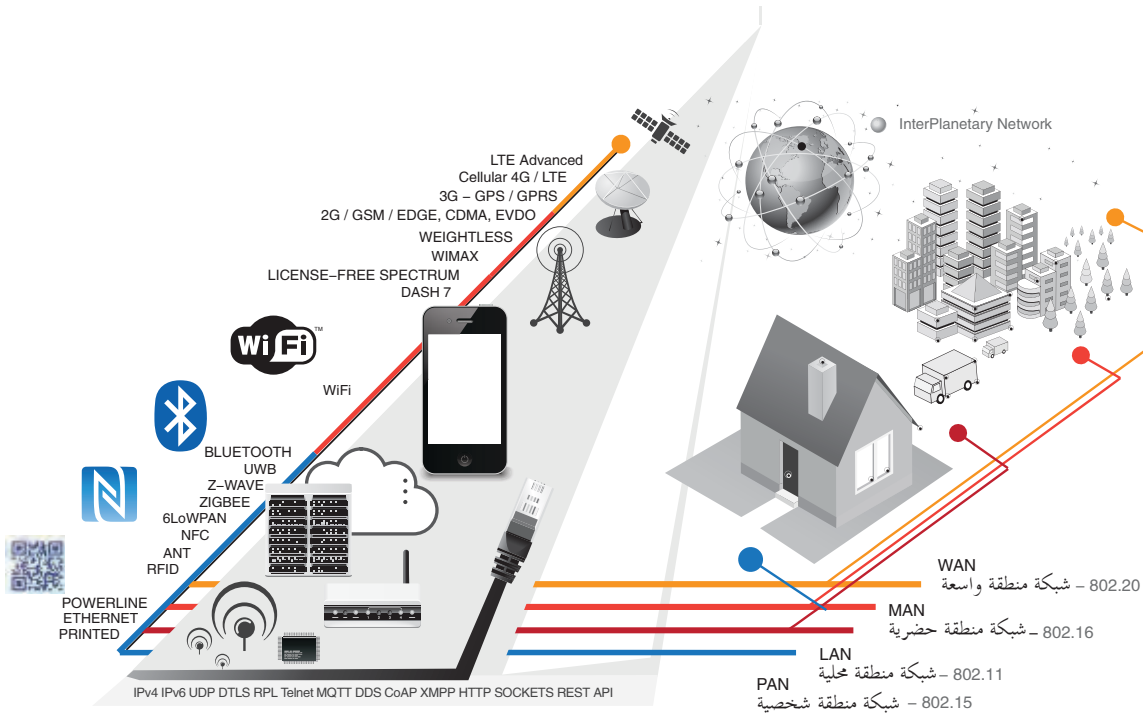 InterPlanetary Network
LTE Advanced
Cellular 4G / LTE
3G – GPS / GPRS
2G / GSM / EDGE, CDMA, EVDO
WEIGHTLESS
WIMAX
LICENSE–FREE SPECTRUM
DASH 7
Wi Fi™
WiFi
BLUETOOTH
UWB
Z–WAVE
ZIGBEE
6LoWPAN
NFC
ANT
RFID
POWERLINE
ETHERNET
PRINTED
WAN
شبكة منطقة واسعة – 802.20
MAN
شبكة منطقة حضرية – 802.16
LAN
شبكة منطقة محلية – 802.11
PAN
شبكة منطقة شخصية – 802.15
IPv4 IPv6 UDP DTLS RPL Telnet MQTT DDS CoAP XMPP HTTP SOCKETS REST API